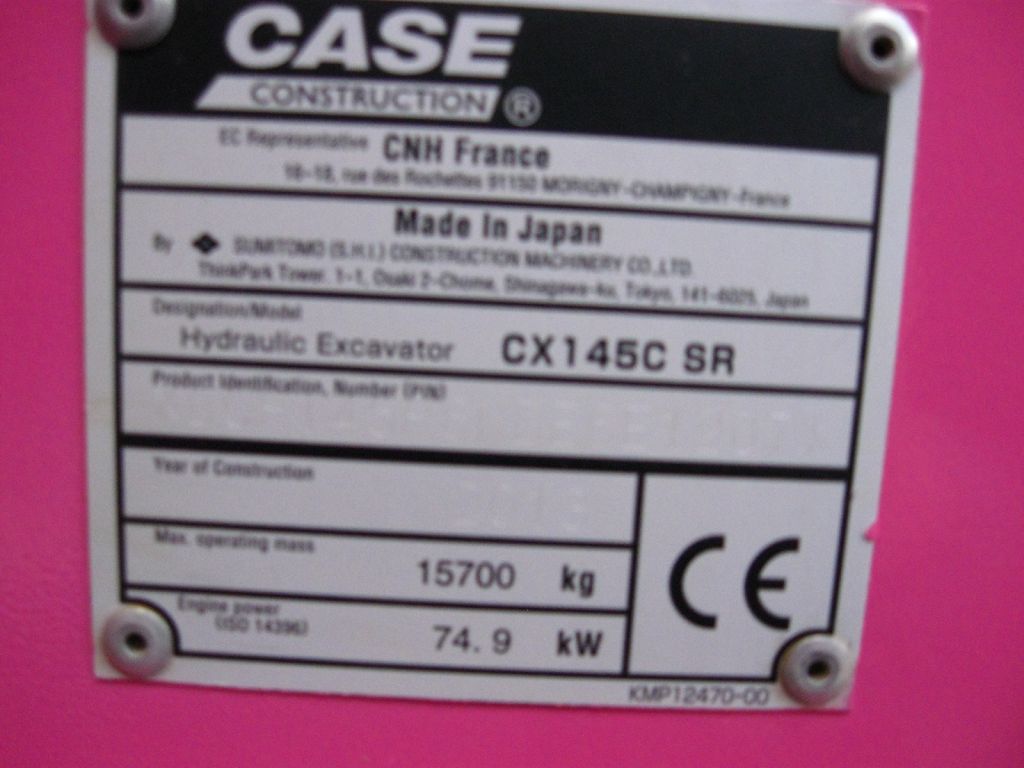 CASE
CONSTRUCTION ®
EC Representative CNH France
16-18, rue des Rochettes 91150 MORIGNY-CHAMPIGNY-France
Made in Japan
By SUMITOMO (S.H.I.) CONSTRUCTION MACHINERY CO.,LTD.
ThinkPark Tower. 1-1, Osaki 2-Chome, Shinagawa-ku, Tokyo, 141-6025, Japan
Designation/Model
Hydraulic Excavator CX145C SR
Product Identification, Number (PIN)
Year of Construction
Max. operating mass
15700 kg
Engine power
(ISO 14396)
74.9 kW
CE
KMP12470-00